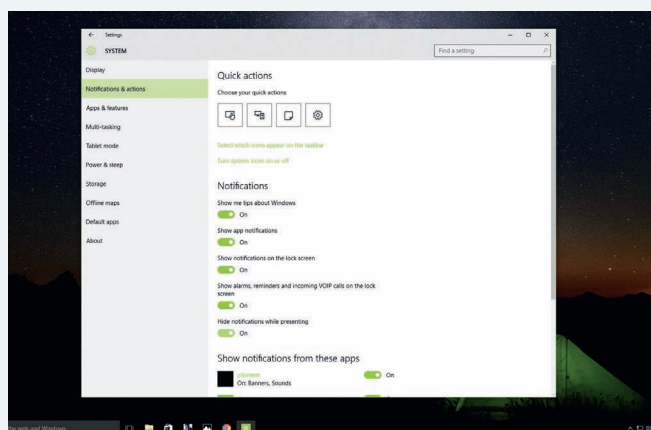 Settings
SYSTEM
Find a setting
Display
Notifications & actions
Apps & features
Multi-tasking
Tablet mode
Power & sleep
Storage
Offline maps
Default apps
About
Quick actions
Choose your quick actions
Select which icons appear on the taskbar
Turn system icons on or off
Notifications
Show me tips about Windows
On
Show app notifications
On
Show notifications on the lock screen
On
Show alarms, reminders and incoming VOIP calls on the lock
screen
On
Hide notifications while presenting
On
Show notifications from these apps
On
On: Banners, Sounds
web and Windows